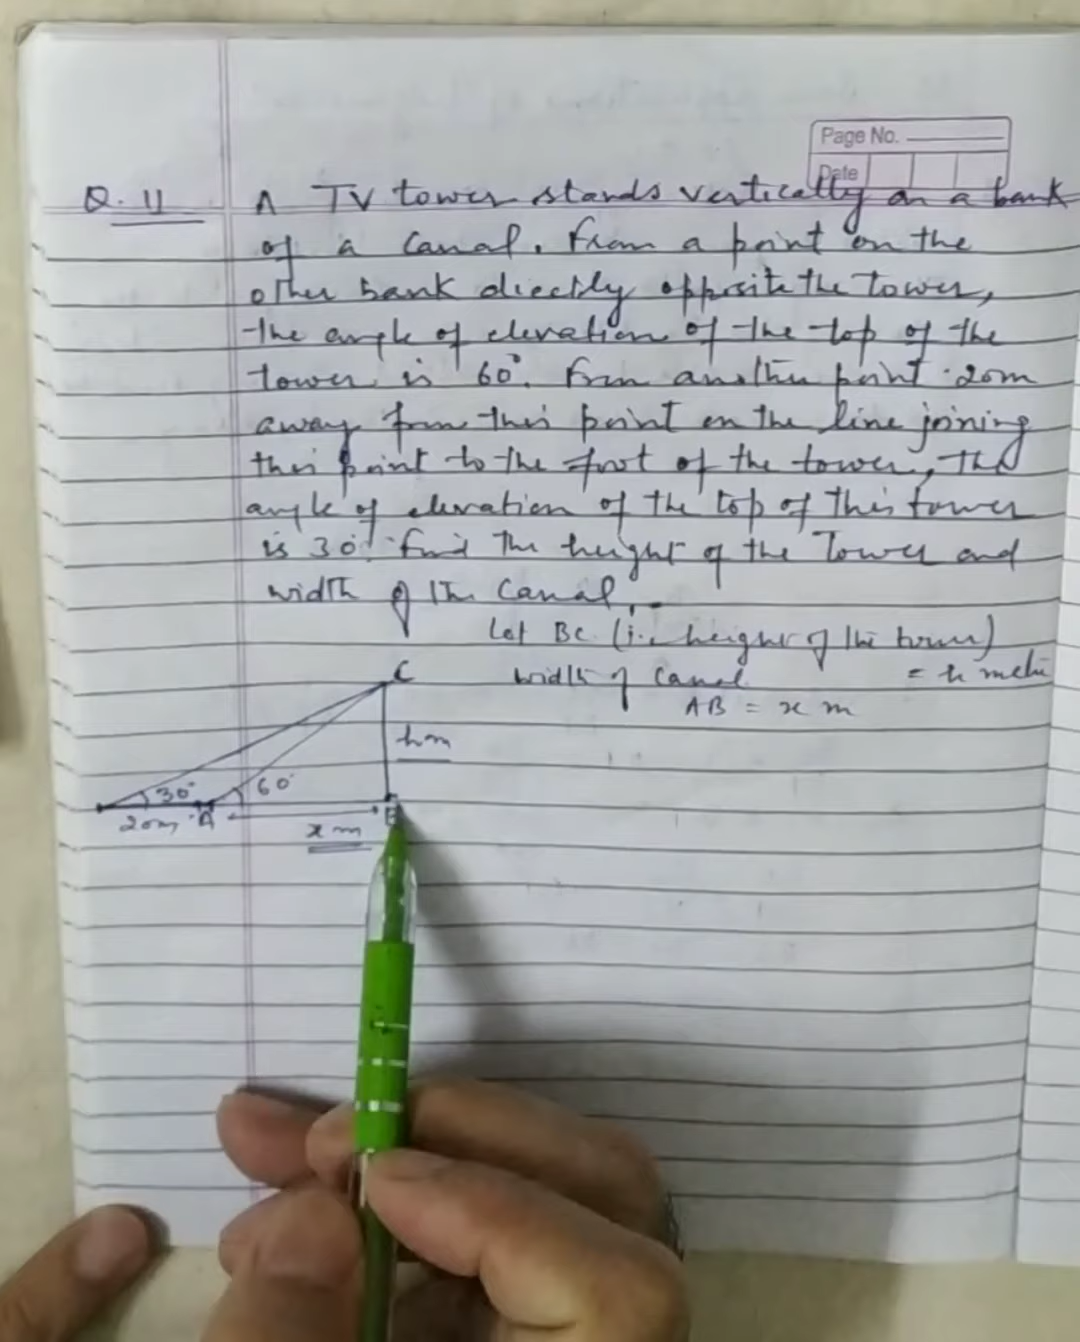 Page No.
Date
Q. 11 A TV tower stands vertically on a bank
of a canal. From a point on the
other bank directly opposite the tower,
the angle of elevation of the top of the
tower is 60°. From another point 20m
away from this point on the line joining
this point to the foot of the tower, the
angle of elevation of the top of this tower
is 30°. Find the height of the Tower and
width of the Canal.
Let BC (i.e height of the tower)
= h metre
width of Canal
AB = x m
C
h m
30°
60°
20m A
B
x m